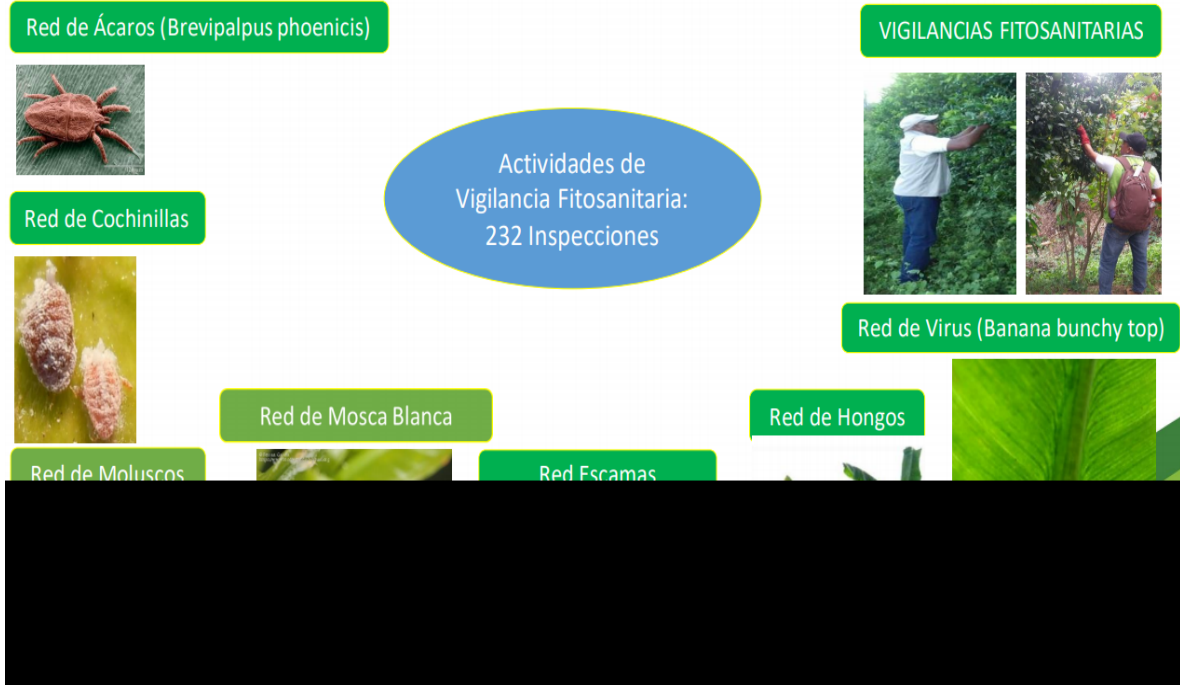 Red de Ácaros (Brevipalpus phoenicis)
VIGILANCIAS FITOSANITARIAS
Actividades de
Vigilancia Fitosanitaria:
232 Inspecciones
Red de Cochinillas
Red de Virus (Banana bunchy top)
Red de Mosca Blanca
Red de Hongos
Red de Moluscos
Red Escamas